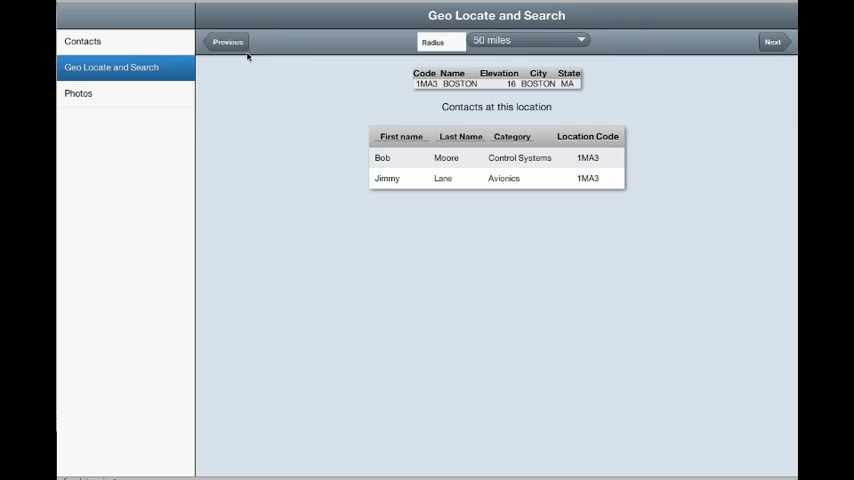 Geo Locate and Search
Contacts
Geo Locate and Search
Photos
Previous
Radius
50 miles
Next
Code Name Elevation City State
1MA3 BOSTON 16 BOSTON MA
Contacts at this location
First name Last Name Category Location Code
Bob Moore Control Systems 1MA3
Jimmy Lane Avionics 1MA3